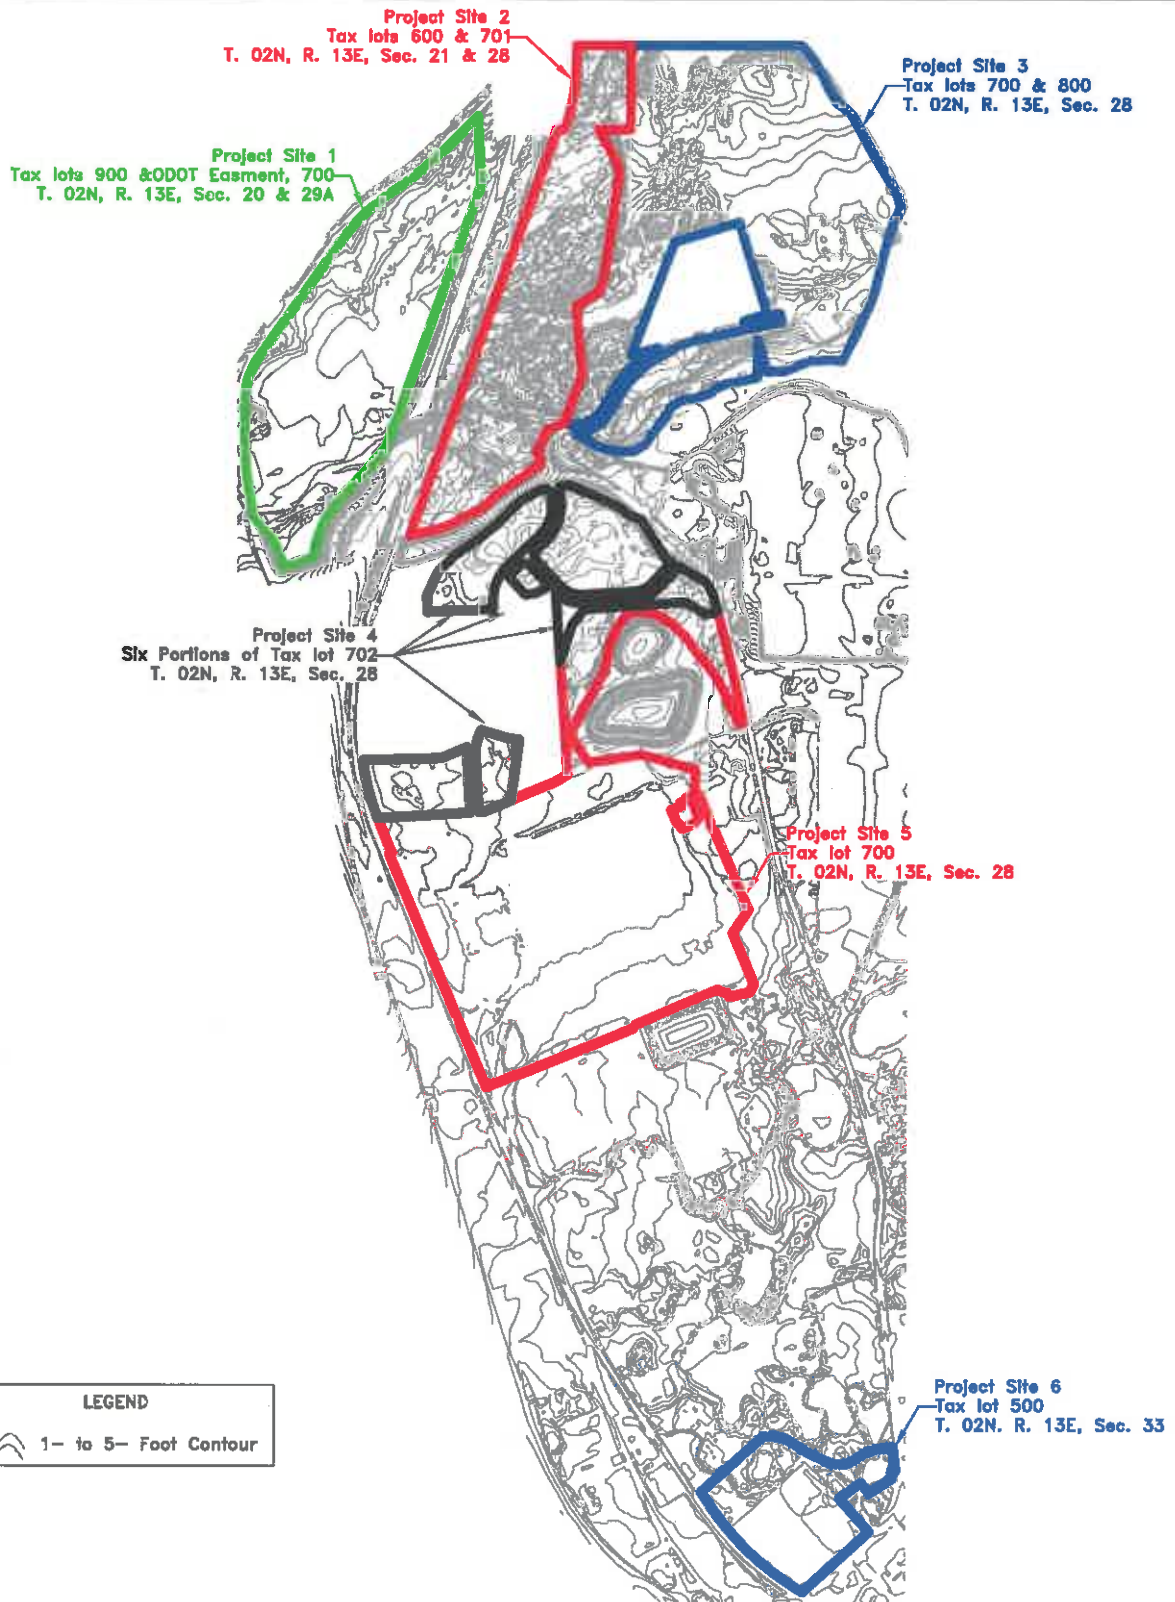 Project Site 2
Tax lots 600 & 701
T. 02N, R. 13E, Sec. 21 & 28
Project Site 3
Tax lots 700 & 800
T. 02N, R. 13E, Sec. 28
Project Site 1
Tax lots 900 &ODOT Easment, 700
T. 02N, R. 13E, Sec. 20 & 29A
Project Site 4
Six Portions of Tax lot 702
T. 02N, R. 13E, Sec. 28
Project Site 5
Tax lot 700
T. 02N, R. 13E, Sec. 28
Project Site 6
Tax lot 500
T. 02N. R. 13E, Sec. 33
LEGEND
1- to 5- Foot Contour